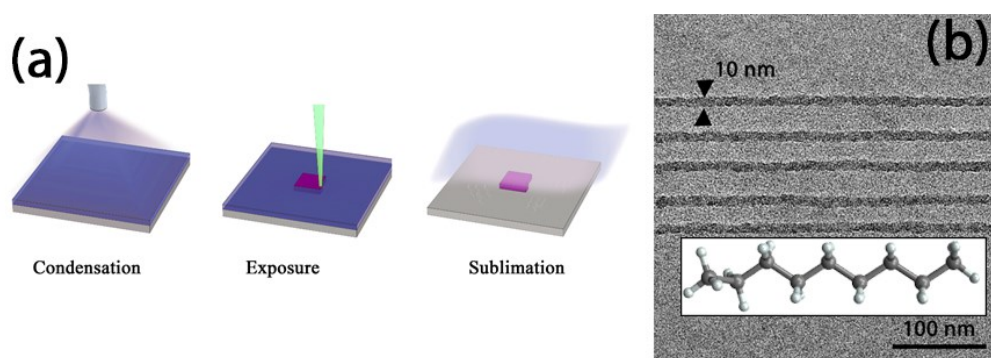 (a)
Condensation
Exposure
Sublimation
(b)
10 nm
100 nm